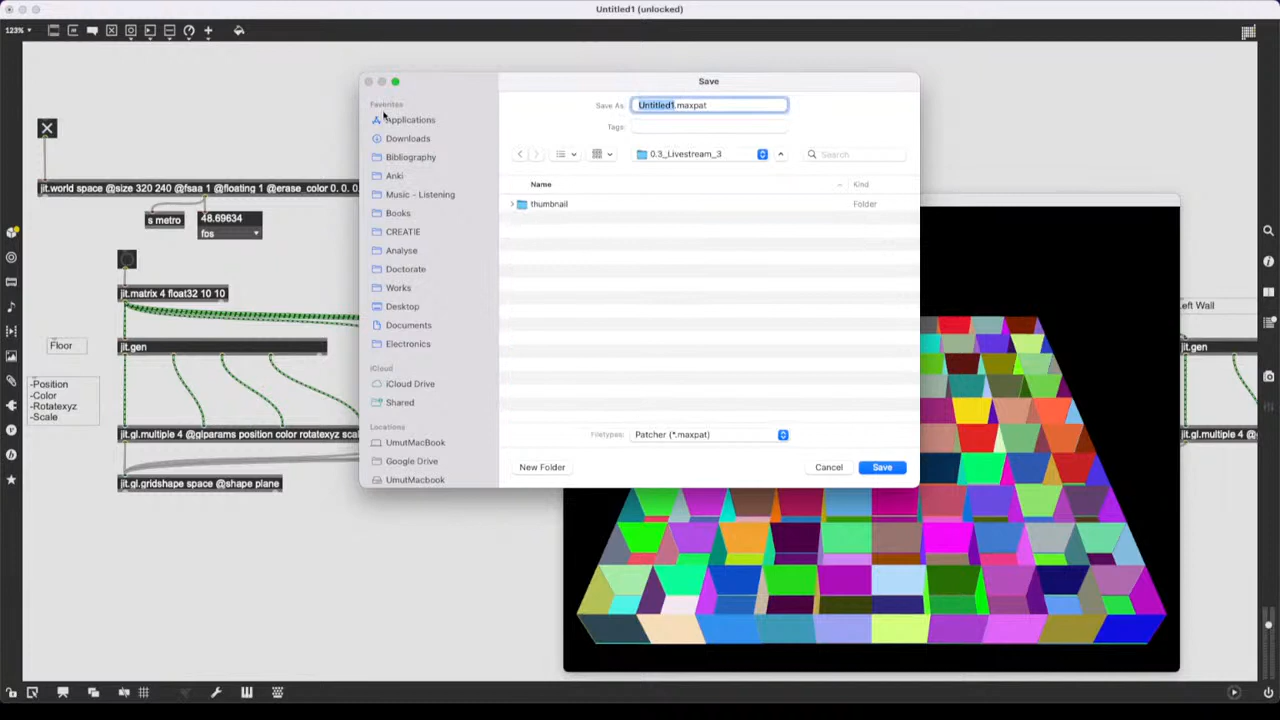 Untitled1 (unlocked)
123%
Save
Favorites
Applications
Downloads
Bibliography
Anki
Music - Listening
Books
CREATIE
Analyse
Doctorate
Works
Desktop
Documents
Electronics
iCloud
iCloud Drive
Shared
Locations
UmutMacBook
Google Drive
UmutMacbook
Save As:
Untitled1.maxpat
Tags:
0.3_Livestream_3
Search
Name
Kind
thumbnail
Folder
Filetypes:
Patcher (*.maxpat)
New Folder
Cancel
Save
jit.world space @size 320 240 @fsaa 1 @floating 1 @erase_color 0. 0. 0.
s metro
48.69634
fps
jit.matrix 4 float32 10 10
Floor
jit.gen
-Position
-Color
-Rotatexyz
-Scale
jit.gl.multiple 4 @glparams position color rotatexyz scal
jit.gl.gridshape space @shape plane
Left Wall
jit.gen
jit.gl.multiple 4 @g